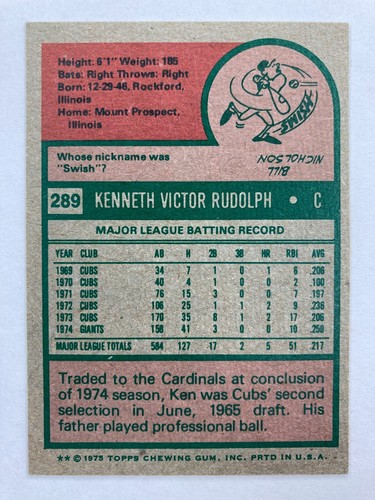 Height: 6'1" Weight: 185
Bats: Right Throws: Right
Born: 12-29-46, Rockford,
Illinois
Home: Mount Prospect,
Illinois
SWISH
Whose nickname was
"Swish"?
BILL
NICHOLSON
289 KENNETH VICTOR RUDOLPH • C
MAJOR LEAGUE BATTING RECORD
YEAR CLUB AB H 2B 3B HR RBI AVG
1969 CUBS 34 7 1 0 1 6 .206
1970 CUBS 40 4 1 0 0 2 .100
1971 CUBS 76 15 3 0 0 7 .197
1972 CUBS 106 25 1 1 2 9 .236
1973 CUBS 170 35 8 1 2 17 .206
1974 GIANTS 158 41 3 0 0 10 .259
MAJOR LEAGUE TOTALS 584 127 17 2 5 51 .217
Traded to the Cardinals at conclusion
of 1974 season, Ken was Cubs' second
selection in June, 1965 draft. His
father played professional ball.
** © 1975 TOPPS CHEWING GUM, INC. PRTD IN U.S.A.